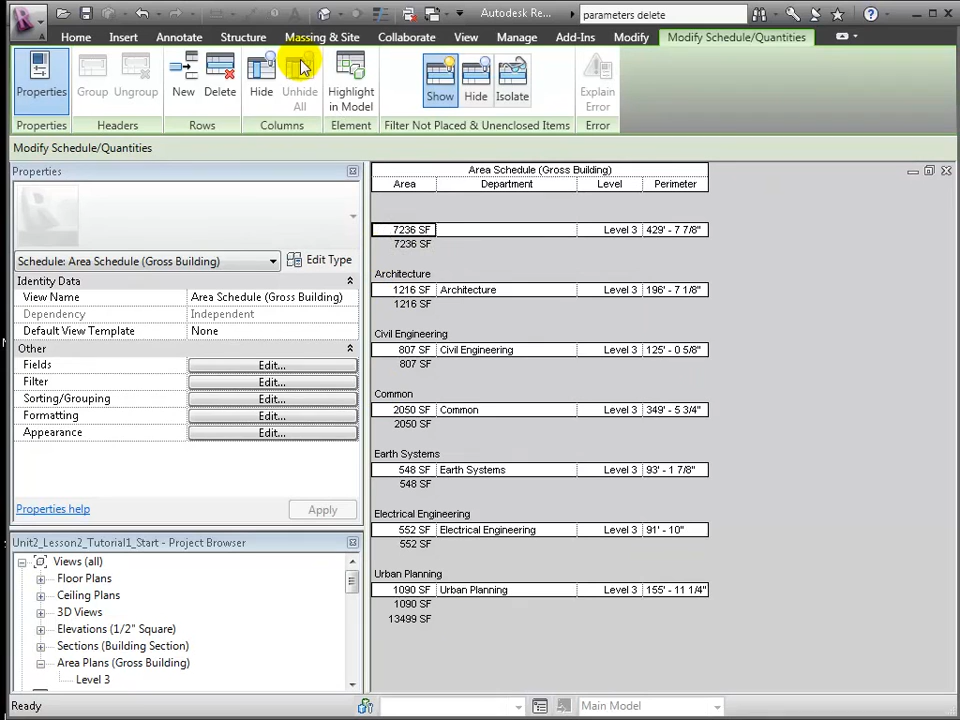 Autodesk Re...
parameters delete
Home Insert Annotate Structure Massing & Site Collaborate View Manage Add-Ins Modify Modify Schedule/Quantities
Properties Group Ungroup New Delete Hide Unhide All Highlight in Model Show Hide Isolate Explain Error
Properties Headers Rows Columns Element Filter Not Placed & Unenclosed Items Error
Modify Schedule/Quantities
Properties
Schedule: Area Schedule (Gross Building) Edit Type
Identity Data
View Name Area Schedule (Gross Building)
Dependency Independent
Default View Template None
Other
Fields Edit...
Filter Edit...
Sorting/Grouping Edit...
Formatting Edit...
Appearance Edit...
Properties help Apply
Unit2_Lesson2_Tutorial1_Start - Project Browser
Views (all)
Floor Plans
Ceiling Plans
3D Views
Elevations (1/2" Square)
Sections (Building Section)
Area Plans (Gross Building)
Level 3
Area Schedule (Gross Building)
Area Department Level Perimeter
7236 SF Level 3 429' - 7 7/8"
7236 SF
Architecture
1216 SF Architecture Level 3 196' - 7 1/8"
1216 SF
Civil Engineering
807 SF Civil Engineering Level 3 125' - 0 5/8"
807 SF
Common
2050 SF Common Level 3 349' - 5 3/4"
2050 SF
Earth Systems
548 SF Earth Systems Level 3 93' - 1 7/8"
548 SF
Electrical Engineering
552 SF Electrical Engineering Level 3 91' - 10"
552 SF
Urban Planning
1090 SF Urban Planning Level 3 155' - 11 1/4"
1090 SF
13499 SF
Ready
Main Model